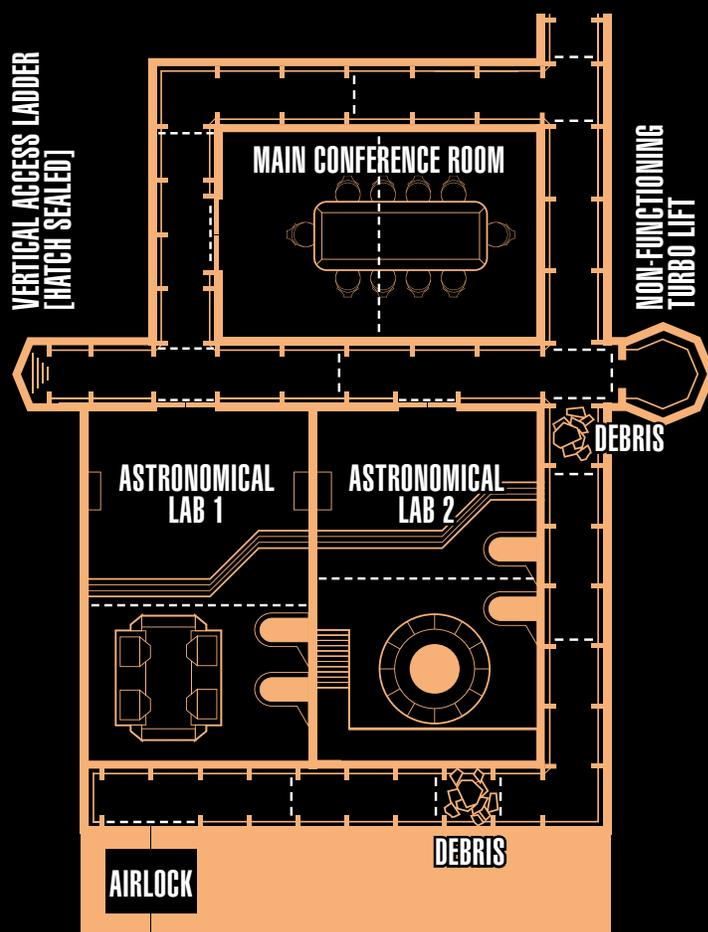 VERTICAL ACCESS LADDER
[HATCH SEALED]
MAIN CONFERENCE ROOM
NON-FUNCTIONING
TURBO LIFT
DEBRIS
ASTRONOMICAL
LAB 1
ASTRONOMICAL
LAB 2
DEBRIS
AIRLOCK